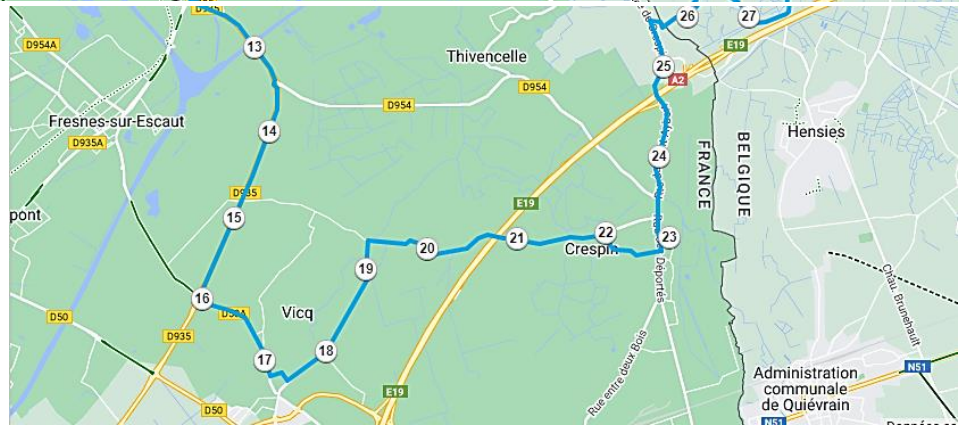 D935
26
27
D954A
13
E19
Thivencelle
25
A2
D954
D954
Fresnes-sur-Escaut
14
Hensies
D935A
24
FRANCE
BELGIQUE
D935
pont
15
E19
22
20
21
Crespin
23
19
Déportés
16
Vicq
D50
D935
Chau. Brunehault
18
17
Rue entre deux Bois
N51
Administration
communale
de Quiévrain
E19
D50
N51